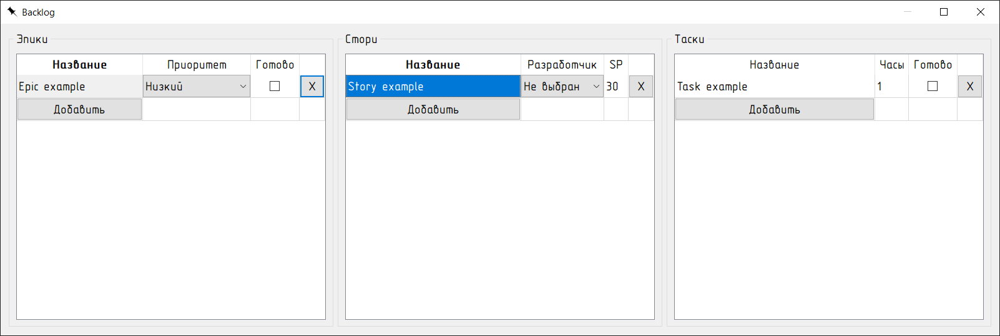 Backlog
Эпики
Название Приоритет Готово
Epic example Низкий X
Добавить
Стори
Название Разработчик SP
Story example Не выбран 30 X
Добавить
Таски
Название Часы Готово
Task example 1 X
Добавить